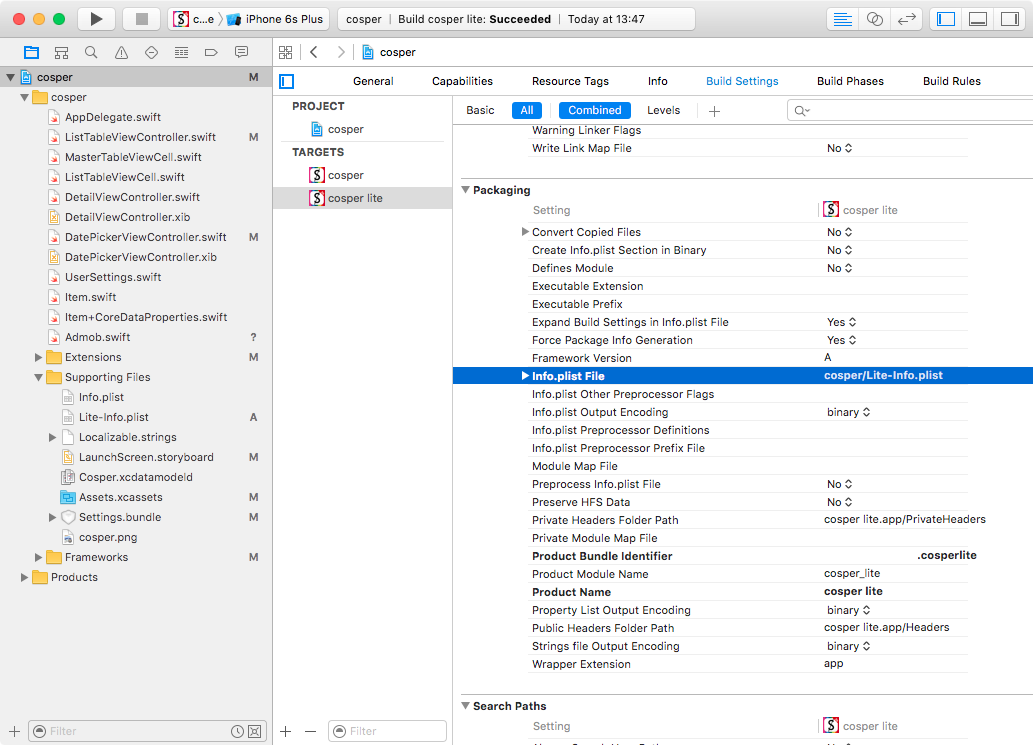 c...e iPhone 6s Plus cosper Build cosper lite: Succeeded Today at 13:47
cosper
cosper M
cosper
AppDelegate.swift
ListTableViewController.swift M
MasterTableViewCell.swift
ListTableViewCell.swift
DetailViewController.swift
DetailViewController.xib
DatePickerViewController.swift M
DatePickerViewController.xib
UserSettings.swift
Item.swift
Item+CoreDataProperties.swift
Admob.swift ?
Extensions M
Supporting Files
Info.plist
Lite-Info.plist A
Localizable.strings
LaunchScreen.storyboard M
Cosper.xcdatamodeld
Assets.xcassets M
Settings.bundle M
cosper.png
Frameworks M
Products
Filter
General Capabilities Resource Tags Info Build Settings Build Phases Build Rules
PROJECT
cosper
TARGETS
cosper
cosper lite
Filter
Basic All Combined Levels
Warning Linker Flags
Write Link Map File No
Packaging
Setting S cosper lite
Convert Copied Files No
Create Info.plist Section in Binary No
Defines Module No
Executable Extension
Executable Prefix
Expand Build Settings in Info.plist File Yes
Force Package Info Generation Yes
Framework Version A
Info.plist File cosper/Lite-Info.plist
Info.plist Other Preprocessor Flags
Info.plist Output Encoding binary
Info.plist Preprocessor Definitions
Info.plist Preprocessor Prefix File
Module Map File
Preprocess Info.plist File No
Preserve HFS Data No
Private Headers Folder Path cosper lite.app/PrivateHeaders
Private Module Map File
Product Bundle Identifier .cosperlite
Product Module Name cosper_lite
Product Name cosper lite
Property List Output Encoding binary
Public Headers Folder Path cosper lite.app/Headers
Strings file Output Encoding binary
Wrapper Extension app
Search Paths
Setting S cosper lite